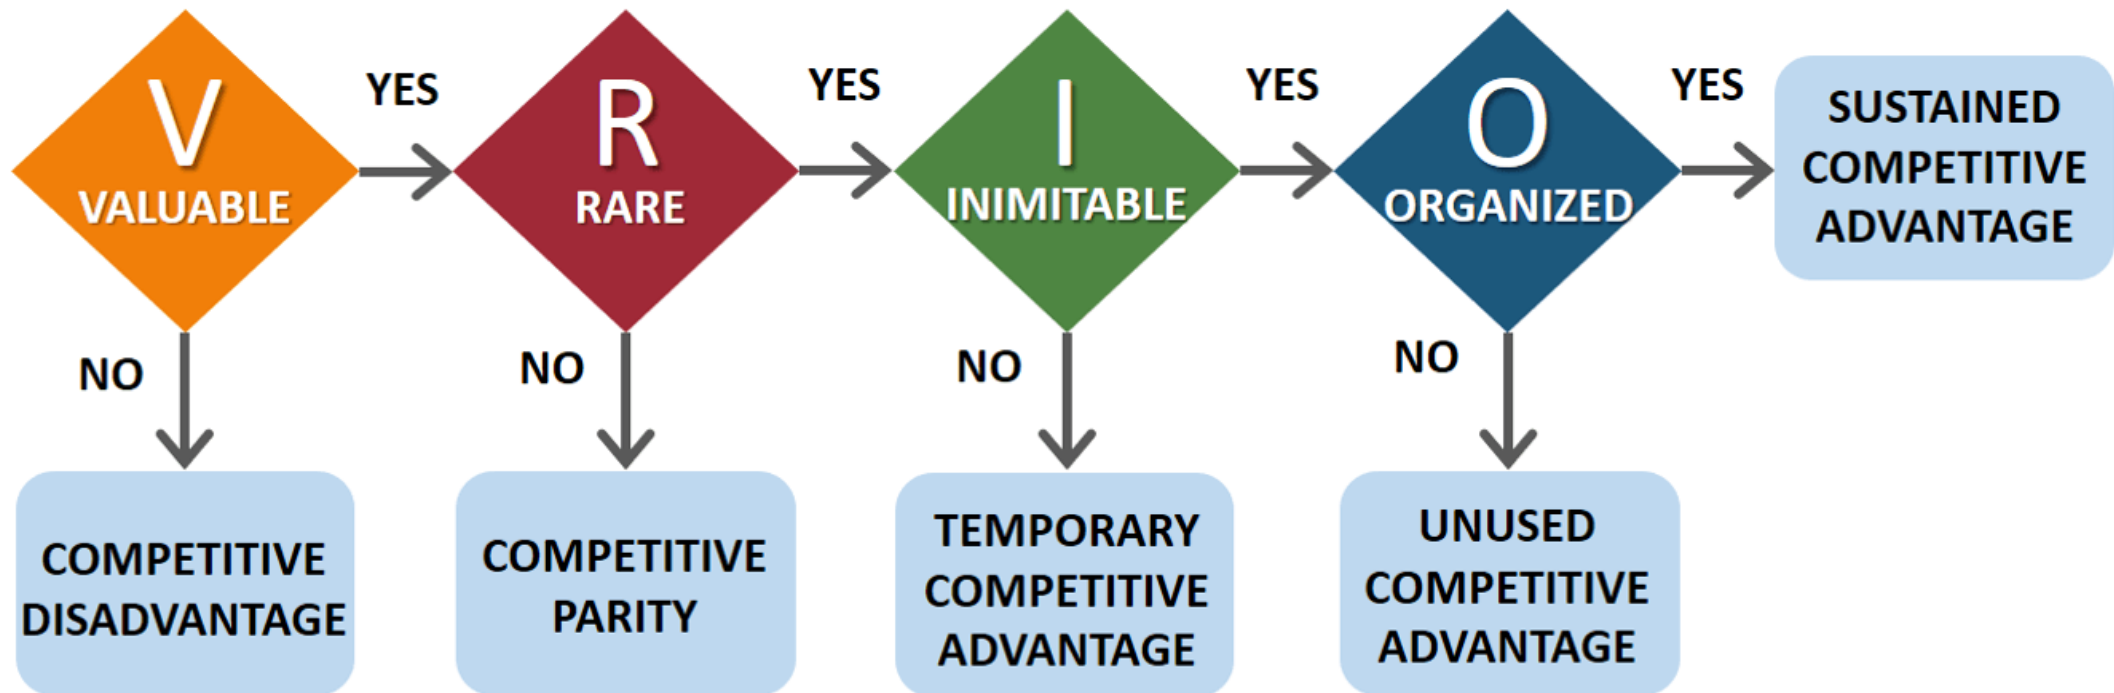 V
VALUABLE
YES
R
RARE
YES
I
INIMITABLE
YES
O
ORGANIZED
YES
SUSTAINED
COMPETITIVE
ADVANTAGE
NO
COMPETITIVE
DISADVANTAGE
NO
COMPETITIVE
PARITY
NO
TEMPORARY
COMPETITIVE
ADVANTAGE
NO
UNUSED
COMPETITIVE
ADVANTAGE